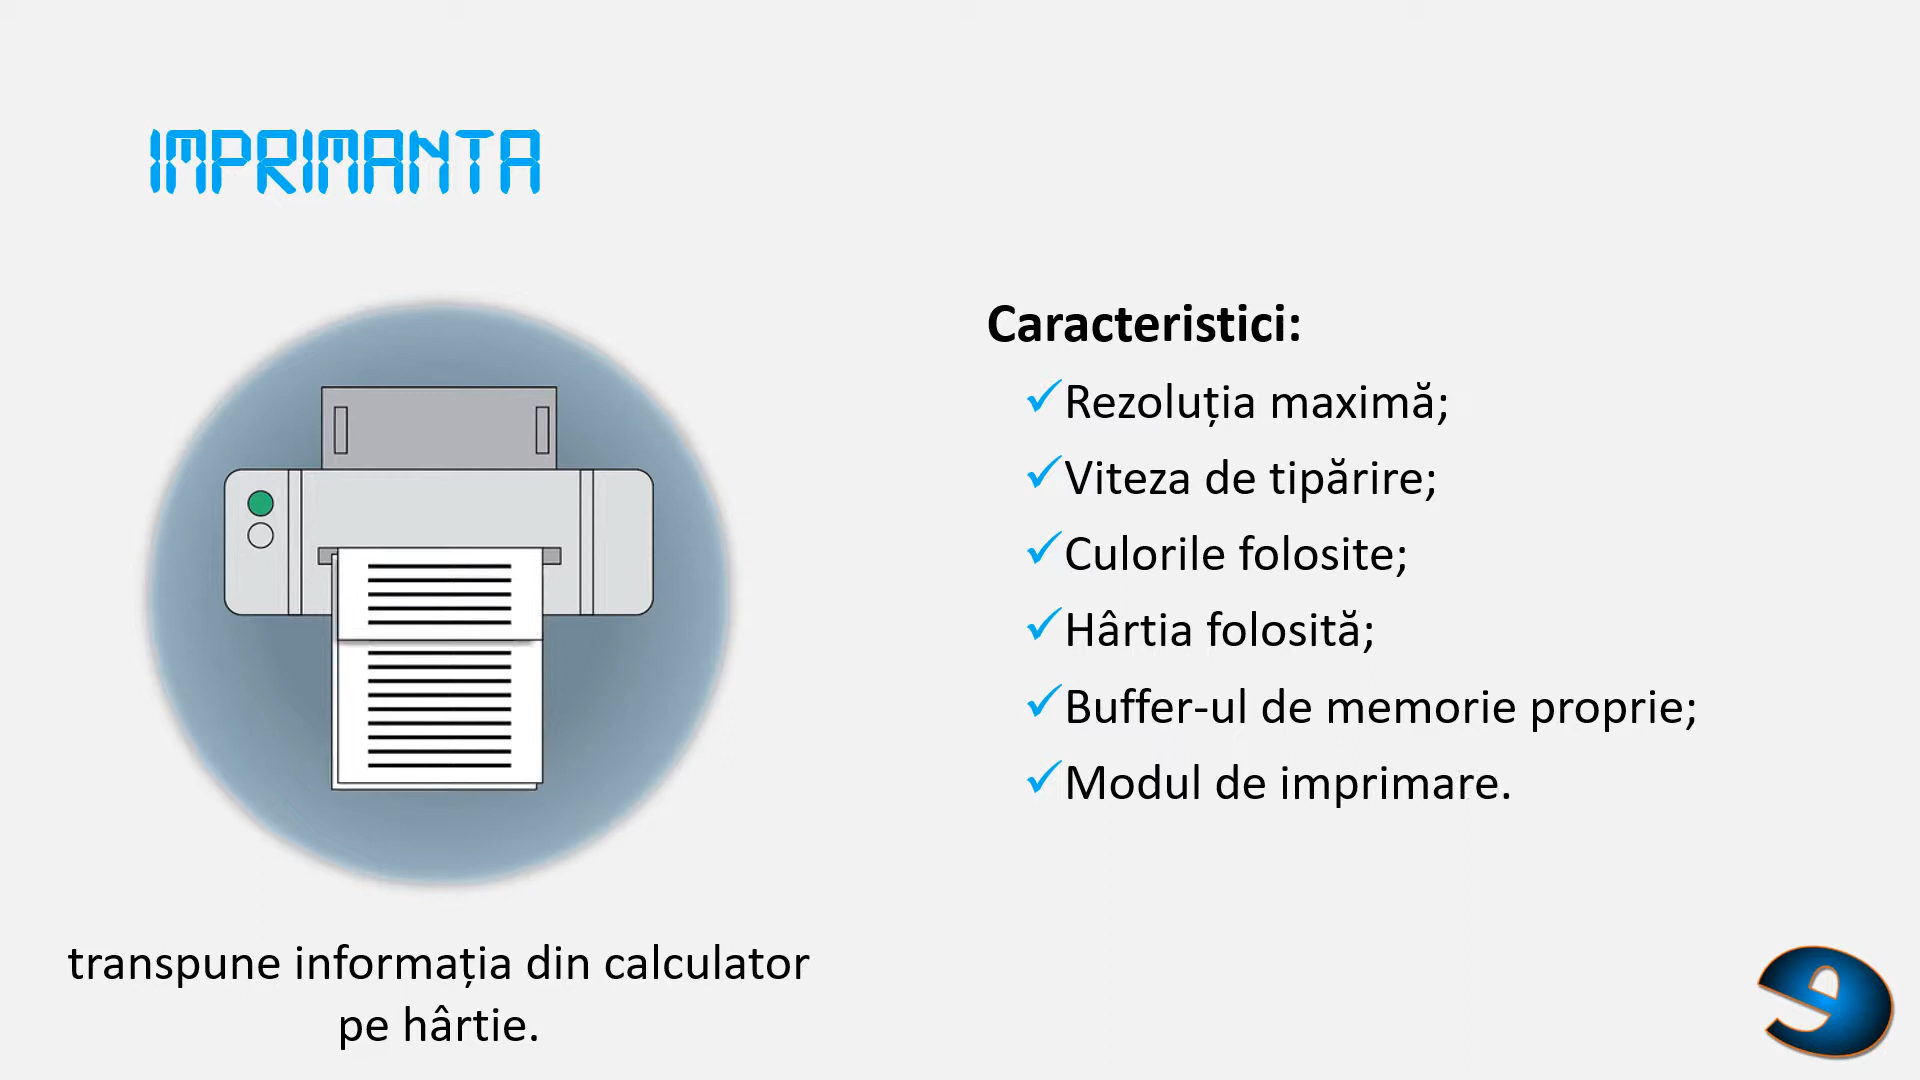 IMPRIMANTA
Caracteristici:
Rezoluția maximă;
Viteza de tipărire;
Culorile folosite;
Hârtia folosită;
Buffer-ul de memorie proprie;
Modul de imprimare.
transpune informația din calculator
pe hârtie.